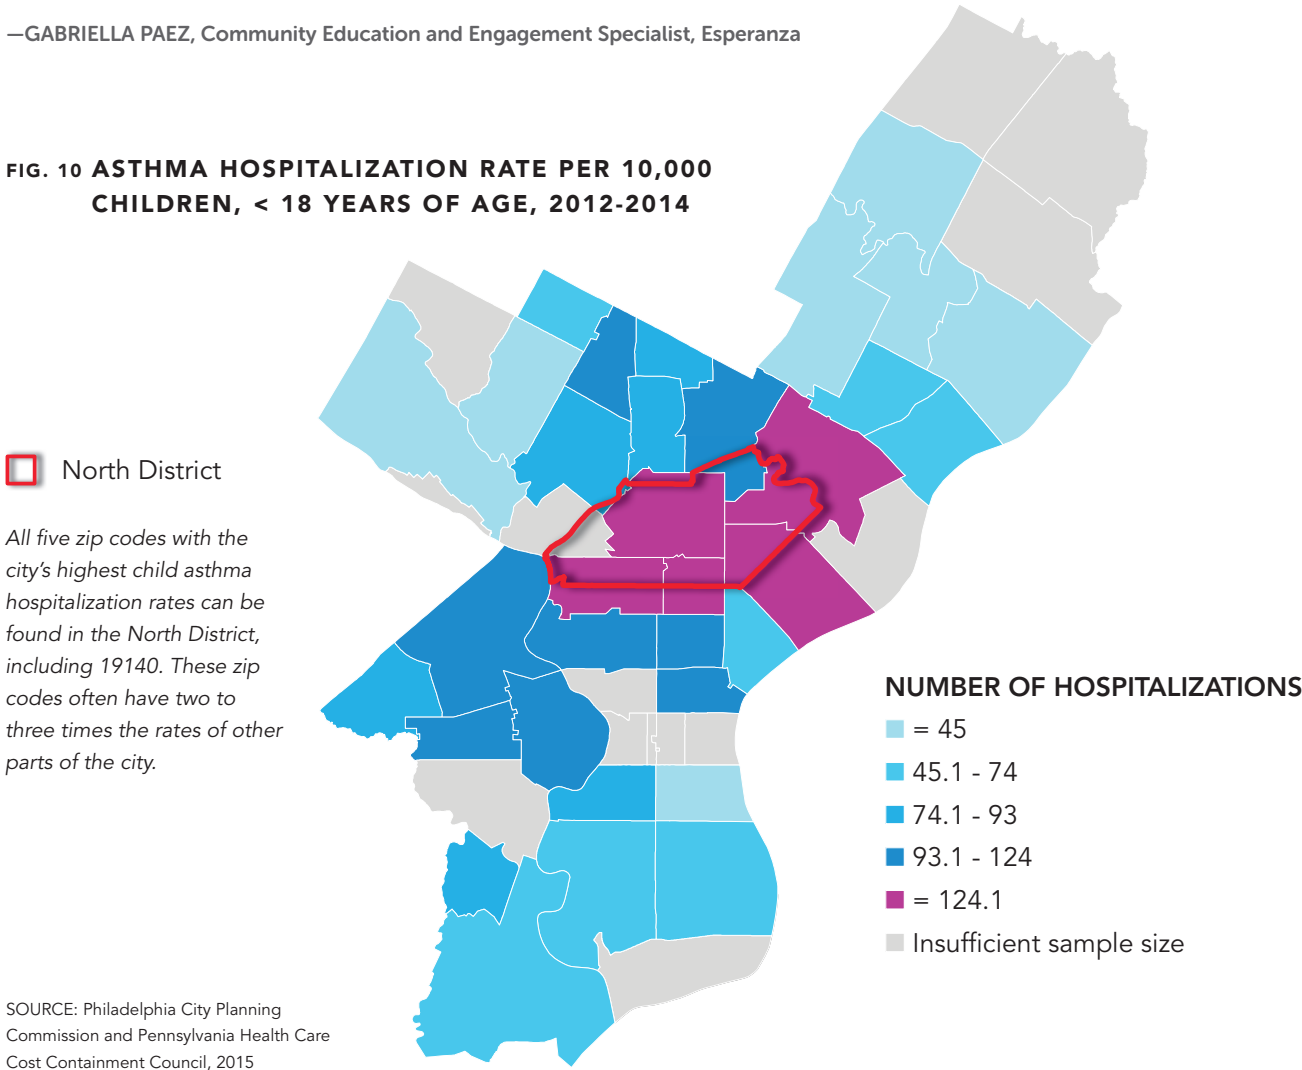 —GABRIELLA PAEZ, Community Education and Engagement Specialist, Esperanza
FIG. 10 ASTHMA HOSPITALIZATION RATE PER 10,000
CHILDREN, < 18 YEARS OF AGE, 2012-2014
North District
All five zip codes with the
city's highest child asthma
hospitalization rates can be
found in the North District,
including 19140. These zip
codes often have two to
three times the rates of other
parts of the city.
NUMBER OF HOSPITALIZATIONS
= 45
45.1 - 74
74.1 - 93
93.1 - 124
= 124.1
Insufficient sample size
SOURCE: Philadelphia City Planning
Commission and Pennsylvania Health Care
Cost Containment Council, 2015